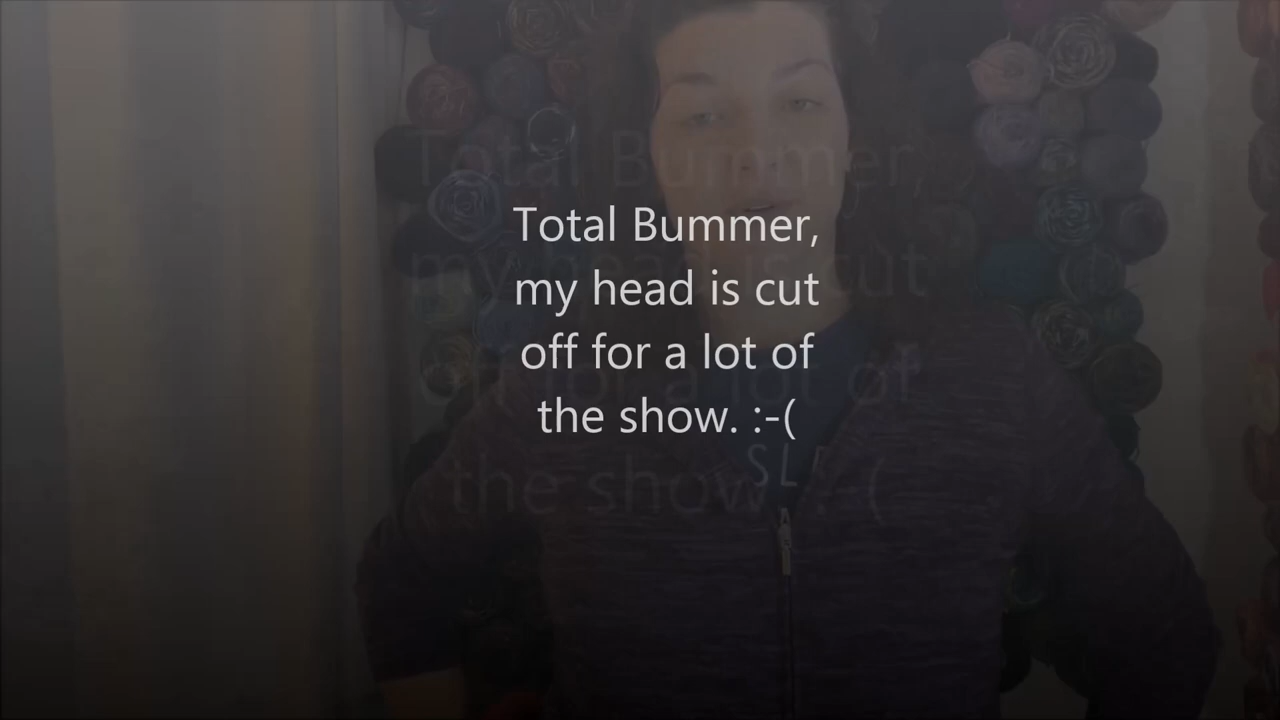 Total Bummer,
my head is cut
off for a lot of
the show. :-(